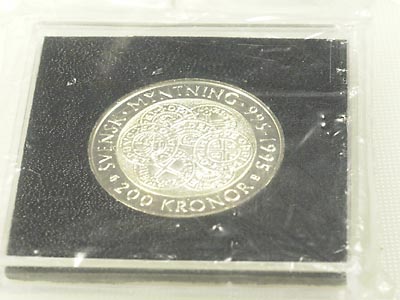 SVENSK · MYNTNING · 995-1995
200 KRONOR
B